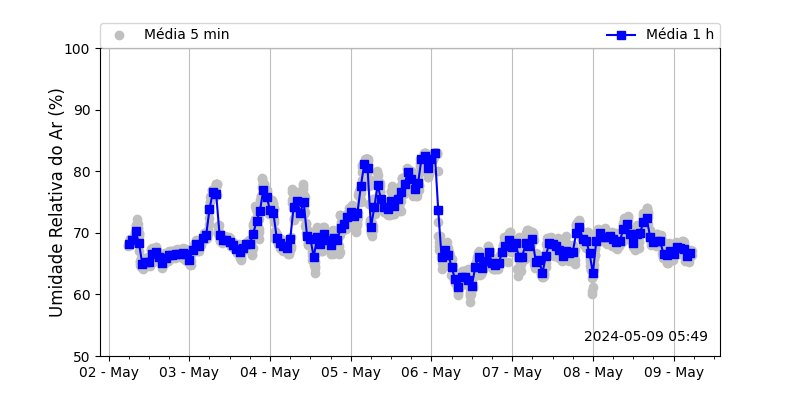 Média 5 min
Média 1 h
Umidade Relativa do Ar (%)
100
90
80
70
60
50
2024-05-09 05:49
02 - May
03 - May
04 - May
05 - May
06 - May
07 - May
08 - May
09 - May